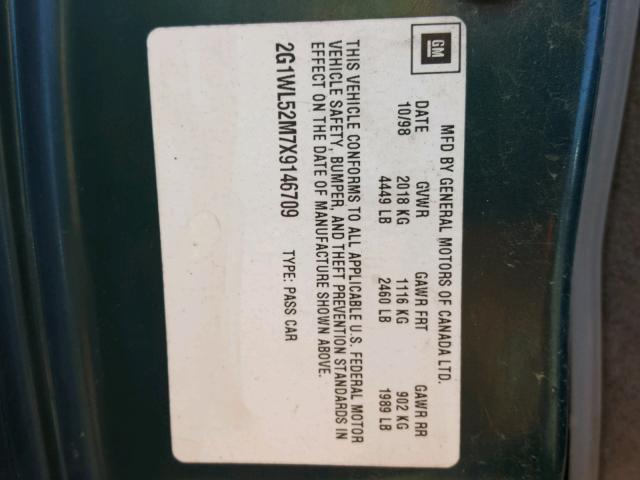 GM
MFD BY GENERAL MOTORS OF CANADA LTD.
DATE GVWR GAWR FRT GAWR RR
10/98 2018 KG 1116 KG 902 KG
4449 LB 2460 LB 1989 LB
THIS VEHICLE CONFORMS TO ALL APPLICABLE U.S. FEDERAL MOTOR
VEHICLE SAFETY, BUMPER, AND THEFT PREVENTION STANDARDS IN
EFFECT ON THE DATE OF MANUFACTURE SHOWN ABOVE.
2G1WL52M7X9146709 TYPE: PASS CAR